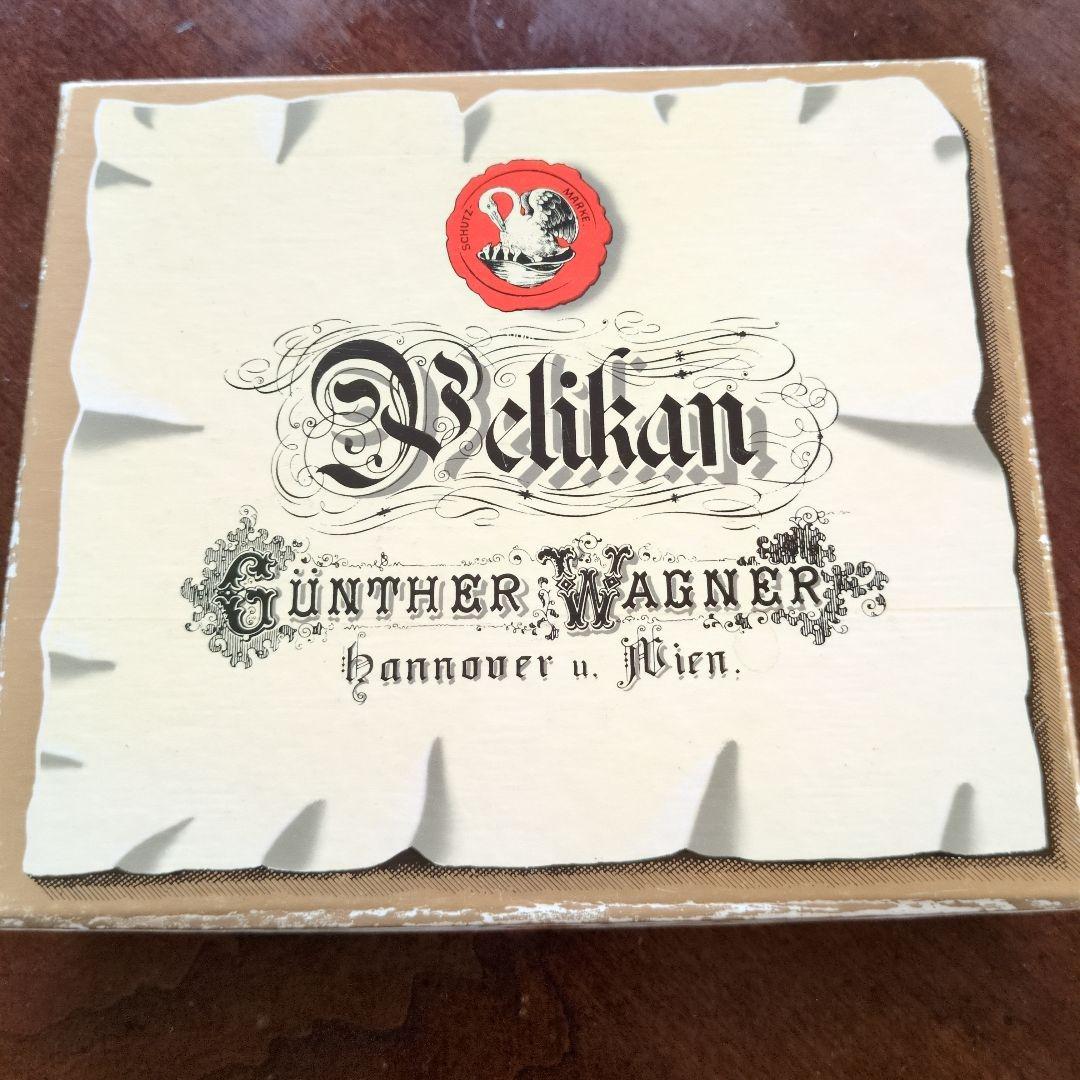 SCHUTZ- MARKE
Pelikan
GÜNTHER WAGNER
Hannover u. Wien.